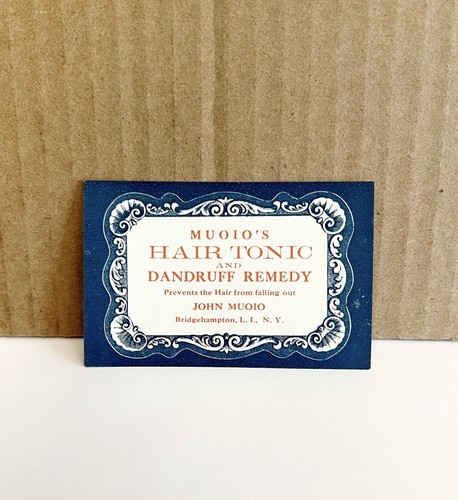 MUOIO'S
HAIR TONIC
AND
DANDRUFF REMEDY
Prevents the Hair from falling out
JOHN MUOIO
Bridgehampton, L. I., N. Y.